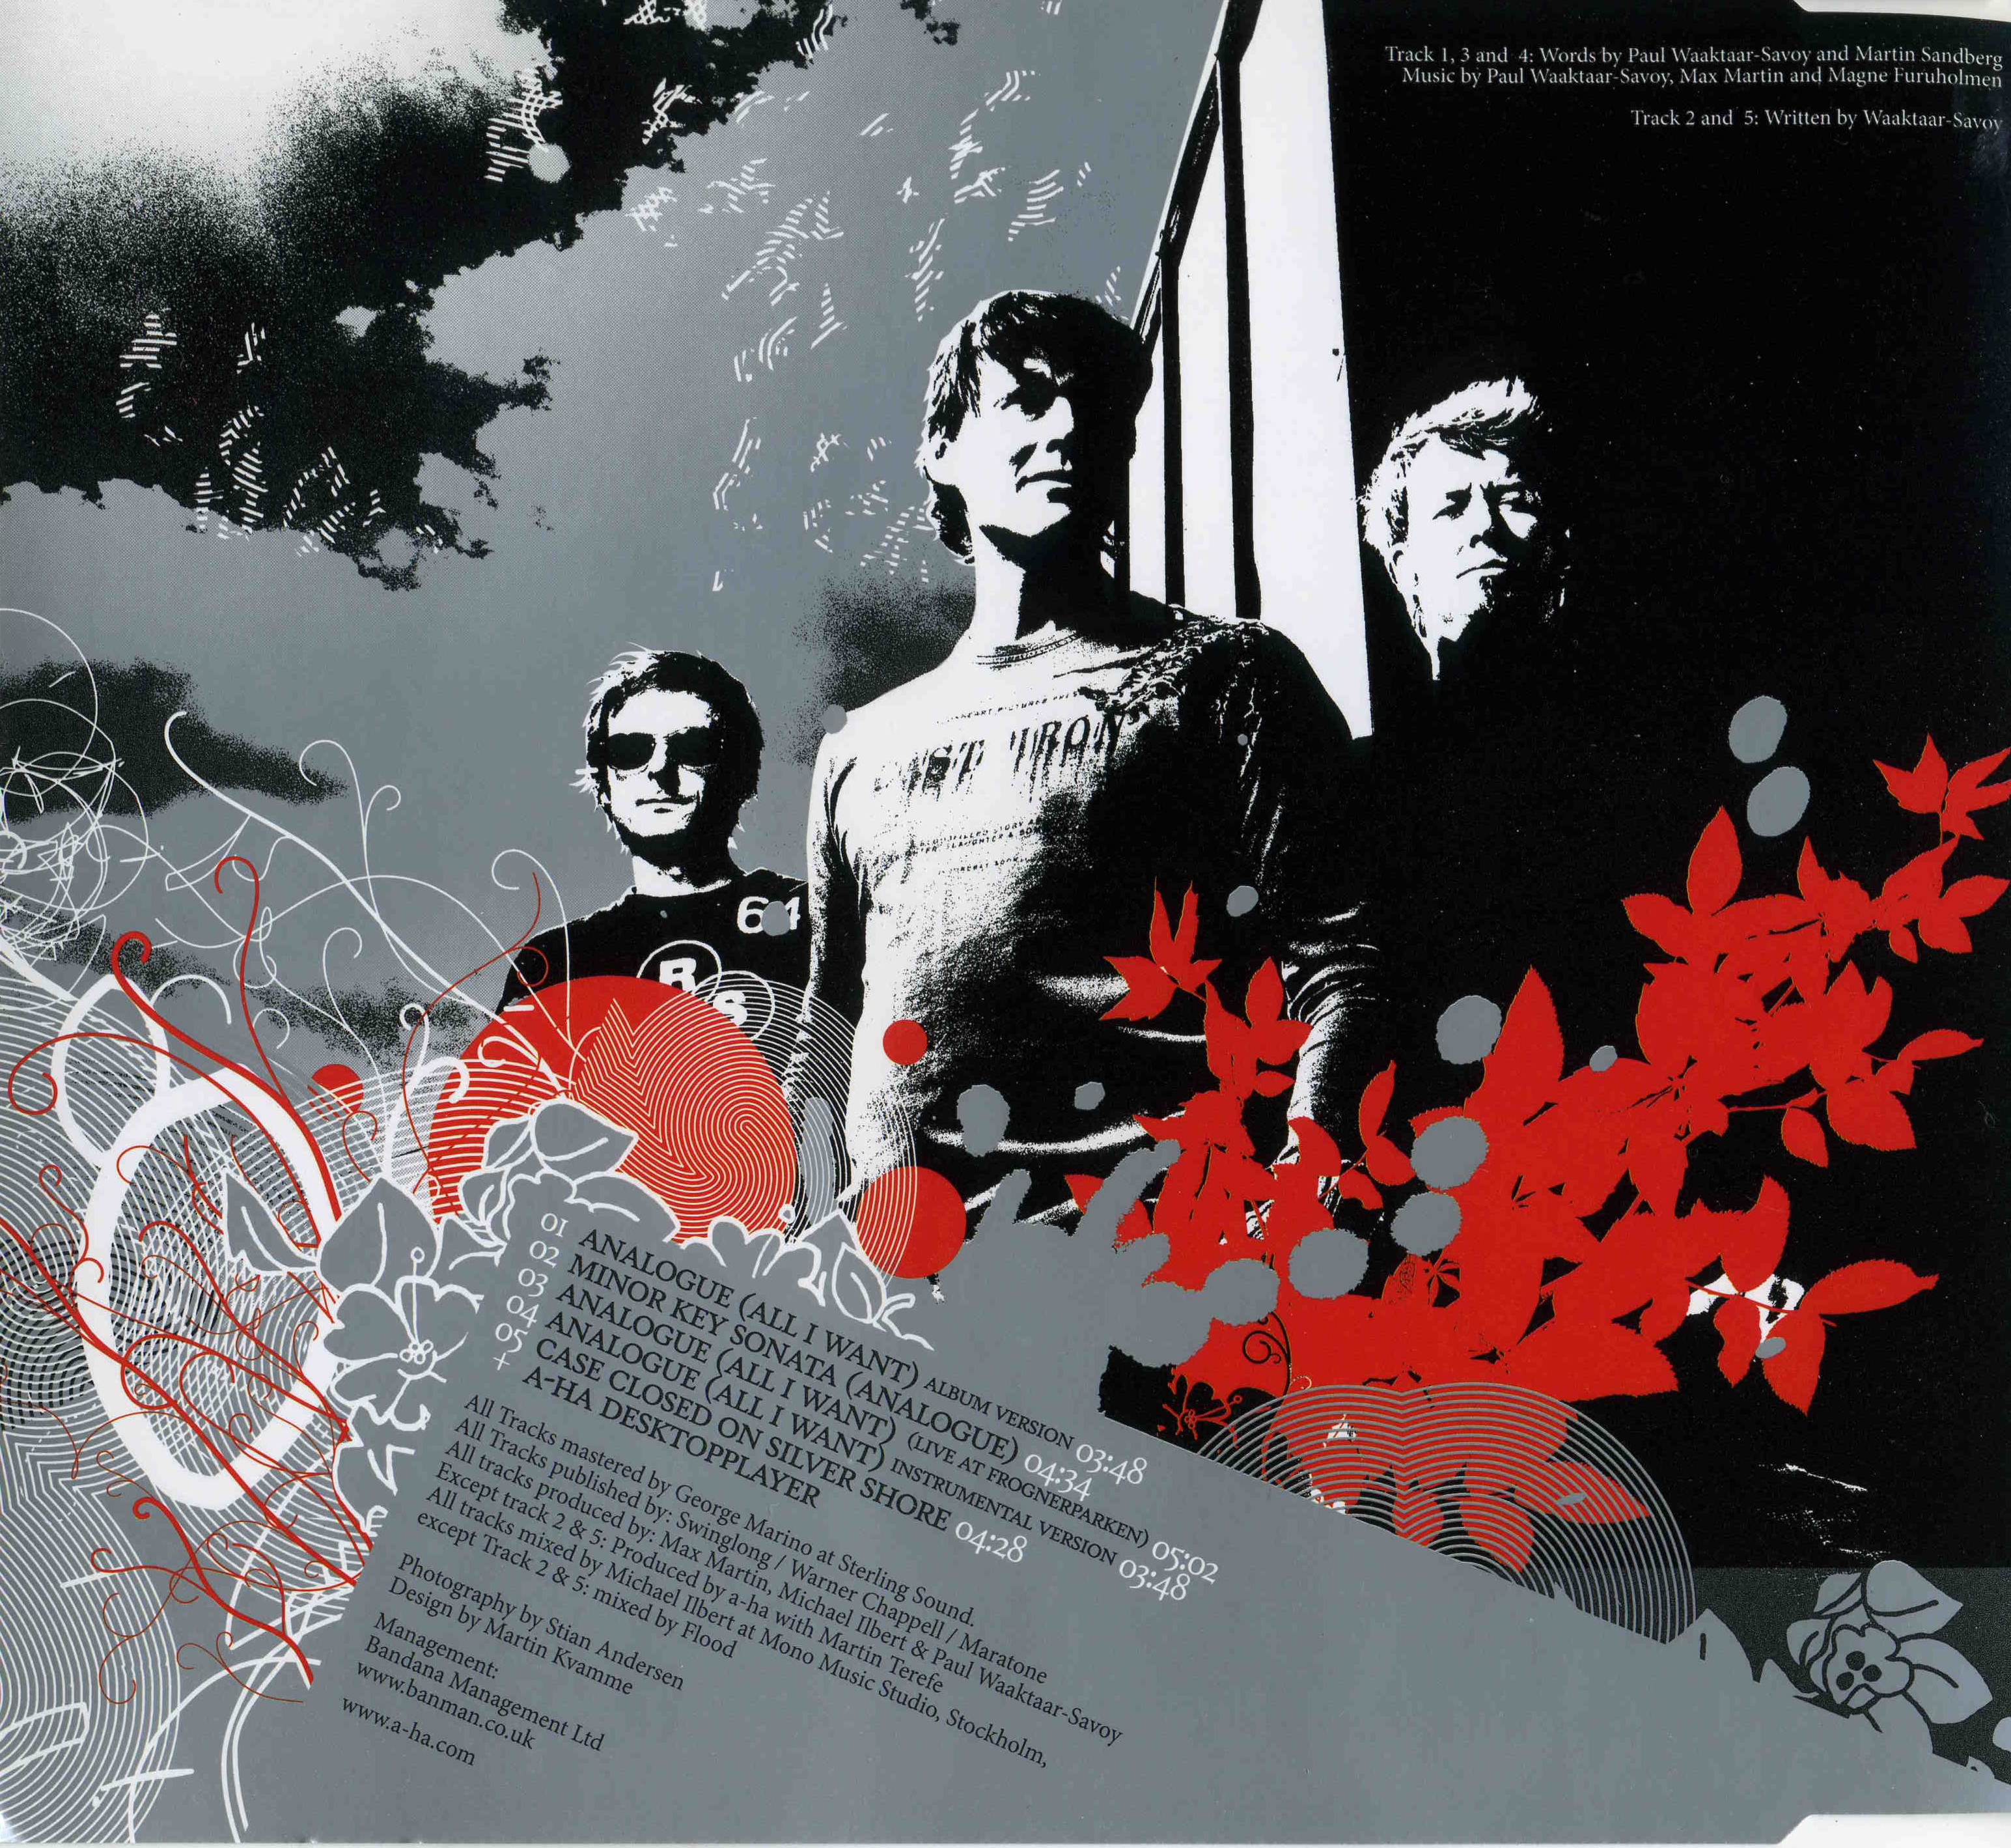 Track 1, 3 and 4: Words by Paul Waaktaar-Savoy and Martin Sandberg
Music by Paul Waaktaar-Savoy, Max Martin and Magne Furuholmen
Track 2 and 5: Written by Waaktaar-Savoy
64
R
S
01 ANALOGUE (ALL I WANT) ALBUM VERSION 03:48
02 MINOR KEY SONATA (ANALOGUE) 04:34
03 ANALOGUE (ALL I WANT) (LIVE AT FROGNERPARKEN) 05:02
04 ANALOGUE (ALL I WANT) INSTRUMENTAL VERSION 03:48
05 CASE CLOSED ON SILVER SHORE 04:28
+ A-HA DESKTOPPLAYER
All Tracks mastered by George Marino at Sterling Sound.
All Tracks published by: Swinglong / Warner Chappell / Maratone
All tracks produced by: Max Martin, Michael Ilbert & Paul Waaktaar-Savoy
Except track 2 & 5: Produced by a-ha with Martin Terefe
All tracks mixed by Michael Ilbert at Mono Music Studio, Stockholm,
except Track 2 & 5: mixed by Flood
Photography by Stian Andersen
Design by Martin Kvamme
Management:
Bandana Management Ltd
www.banman.co.uk
www.a-ha.com